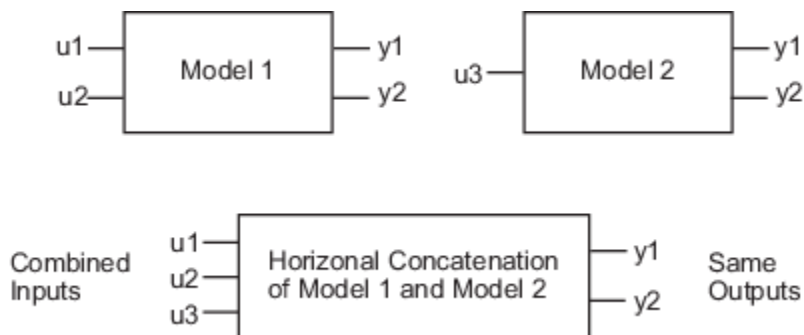 u1
u2
Model 1
y1
y2
u3
Model 2
y1
y2
Combined
Inputs
u1
u2
u3
Horizonal Concatenation
of Model 1 and Model 2
y1
y2
Same
Outputs